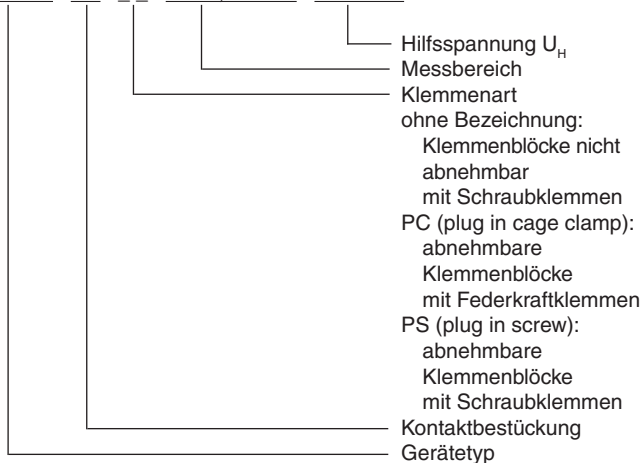 Hilfsspannung U_H
Messbereich
Klemmenart
ohne Bezeichnung:
Klemmenblöcke nicht
abnehmbar
mit Schraubklemmen
PC (plug in cage clamp):
abnehmbare
Klemmenblöcke
mit Federkraftklemmen
PS (plug in screw):
abnehmbare
Klemmenblöcke
mit Schraubklemmen
Kontaktbestückung
Gerätetyp